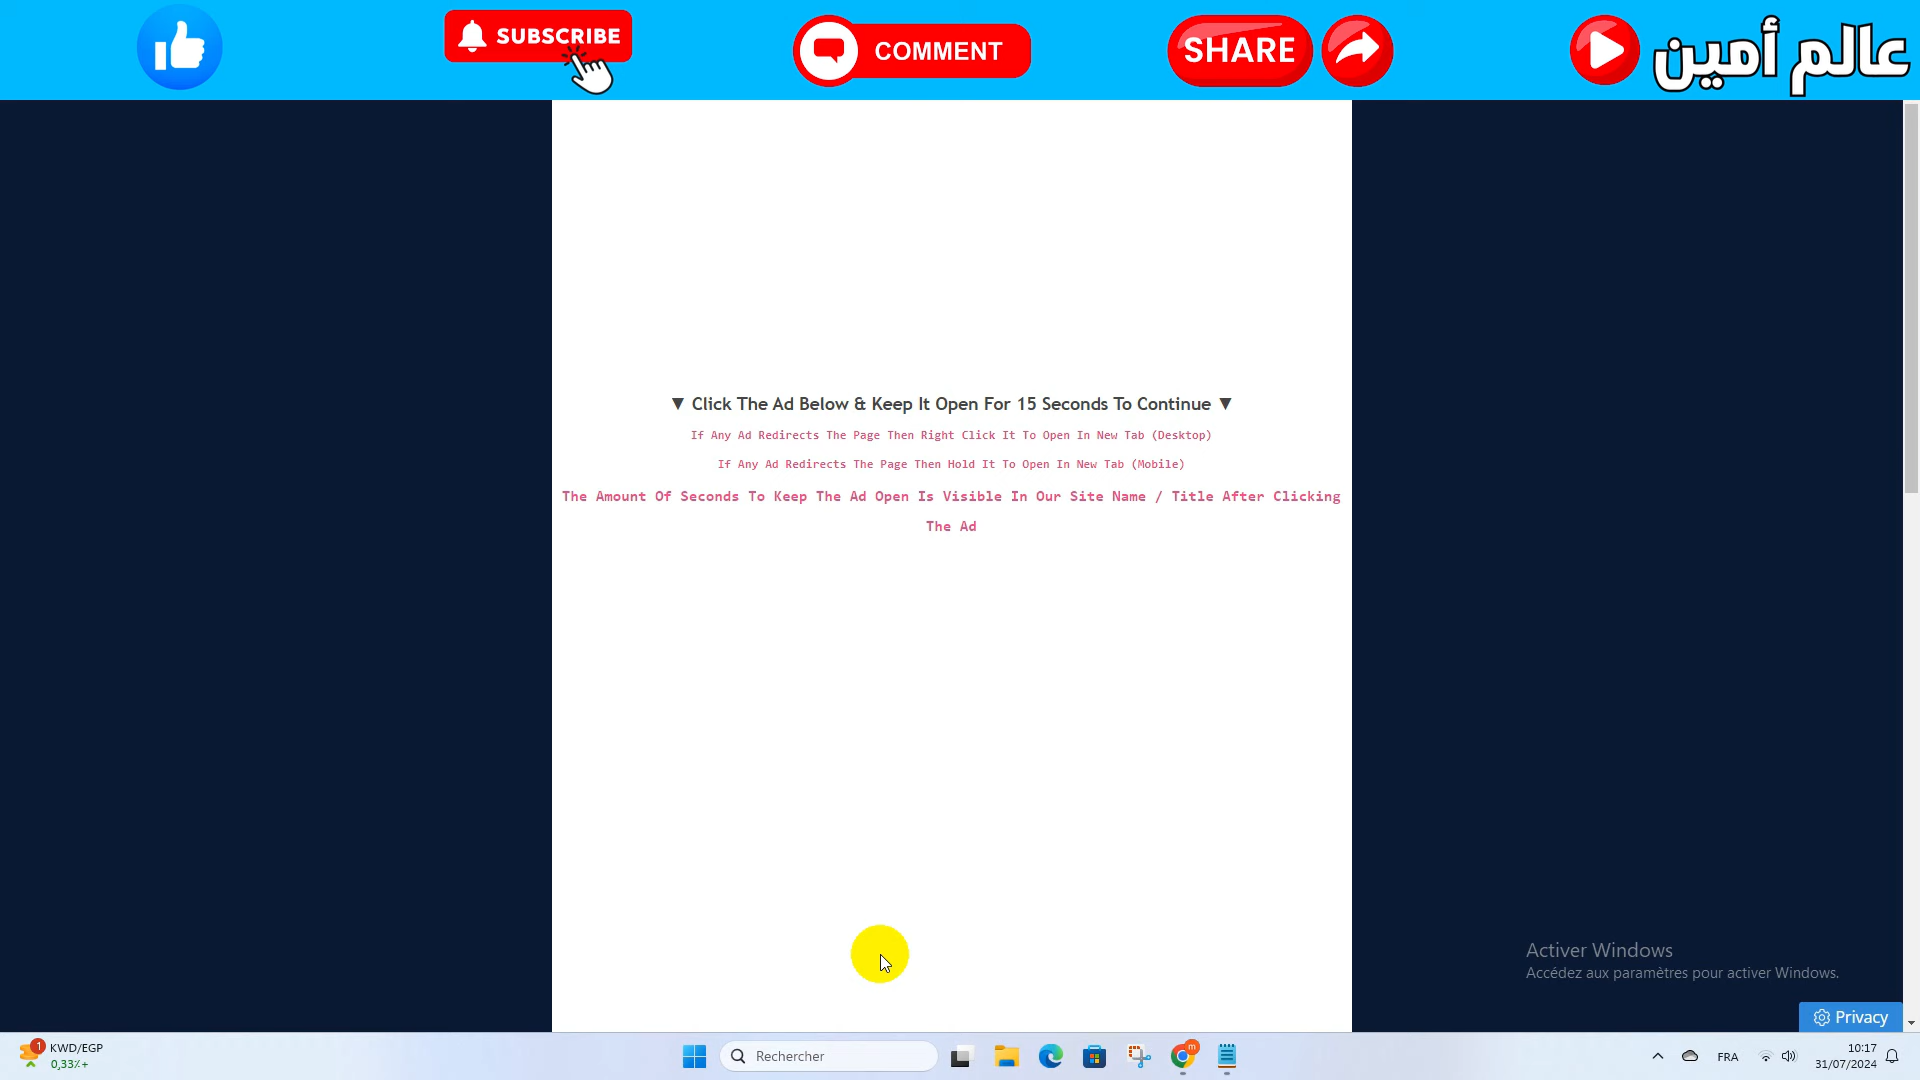 SUBSCRIBE
COMMENT
SHARE
عالم أمين
▼ Click The Ad Below & Keep It Open For 15 Seconds To Continue ▼
If Any Ad Redirects The Page Then Right Click It To Open In New Tab (Desktop)
If Any Ad Redirects The Page Then Hold It To Open In New Tab (Mobile)
The Amount Of Seconds To Keep The Ad Open Is Visible In Our Site Name / Title After Clicking
The Ad
Activer Windows
Accédez aux paramètres pour activer Windows.
Privacy
1
KWD/EGP
0,33٪+
Rechercher
m
FRA
10:17
31/07/2024